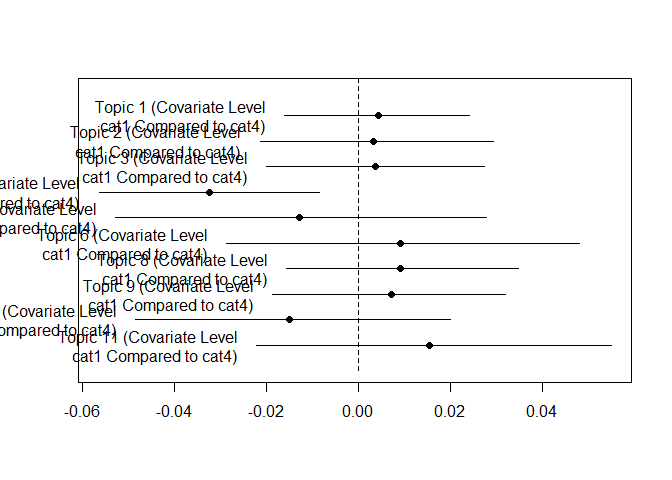 Topic 1 (Covariate Level
cat1 Compared to cat4)
Topic 2 (Covariate Level
cat1 Compared to cat4)
Topic 3 (Covariate Level
cat1 Compared to cat4)
ariate Level
red to cat4)
ovariate Level
pared to cat4)
Topic 6 (Covariate Level
cat1 Compared to cat4)
Topic 8 (Covariate Level
cat1 Compared to cat4)
Topic 9 (Covariate Level
cat1 Compared to cat4)
(Covariate Level
ompared to cat4)
Topic 11 (Covariate Level
cat1 Compared to cat4)
-0.06 -0.04 -0.02 0.00 0.02 0.04